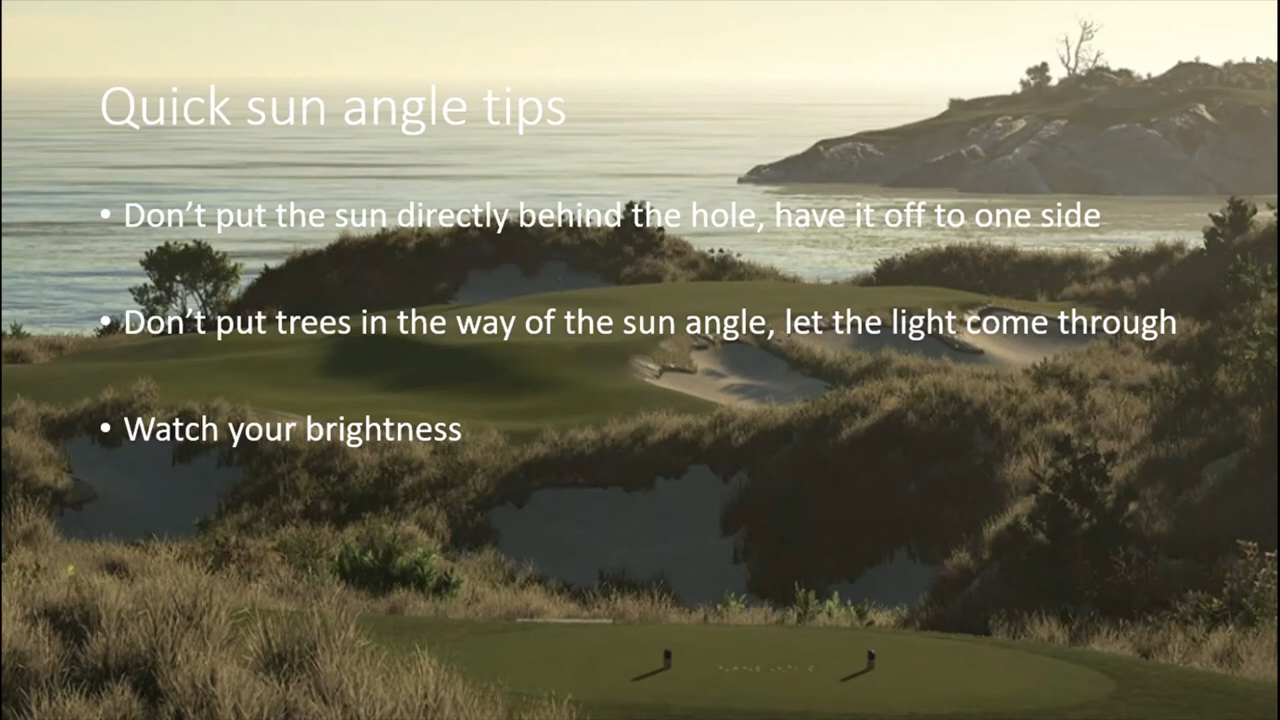 Quick sun angle tips
• Don’t put the sun directly behind the hole, have it off to one side
• Don’t put trees in the way of the sun angle, let the light come through
• Watch your brightness